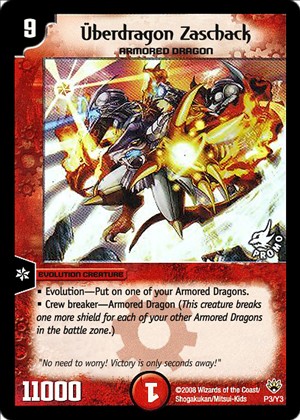 9
Überdragon Zaschack
ARMORED DRAGON
PROMO
EVOLUTION CREATURE
▪ Evolution—Put on one of your Armored Dragons.
▪ Crew breaker—Armored Dragon (This creature breaks
one more shield for each of your other Armored Dragons
in the battle zone.)
"No need to worry! Victory is only seconds away!"
11000
1
©2008 Wizards of the Coast/
Shogakukan/Mitsui-Kids
P3/Y3